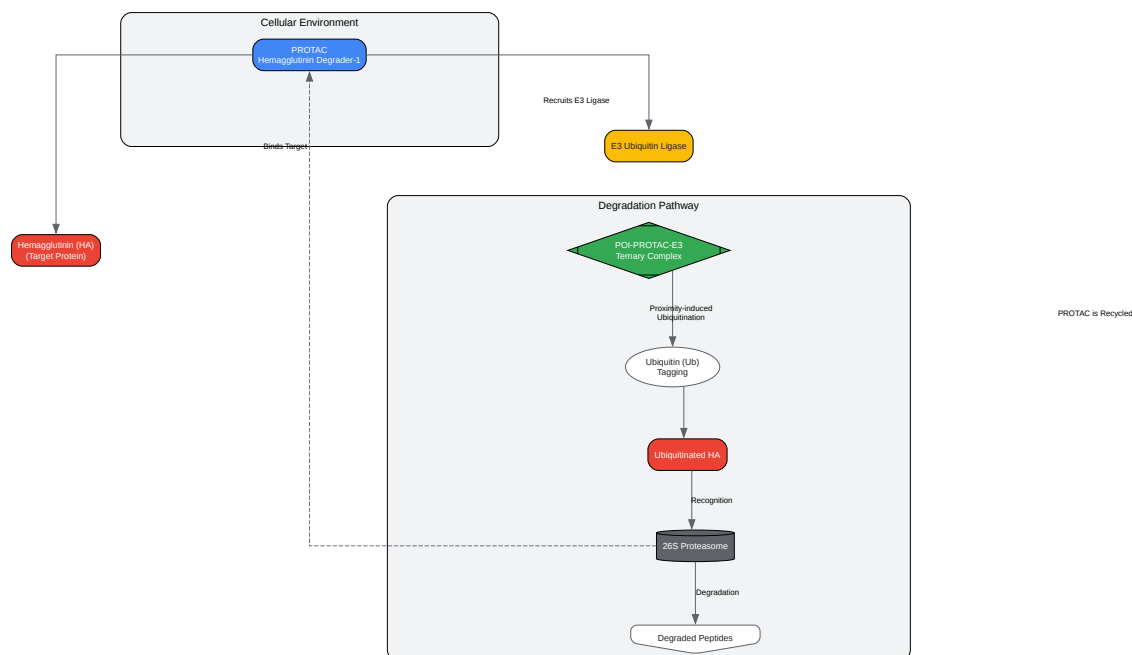 Cellular Environment
PROTAC
Hemagglutinin Degrader-1
Recruits E3 Ligase
E3 Ubiquitin Ligase
Binds Target
Degradation Pathway
Hemagglutinin (HA)
(Target Protein)
POI-PROTAC-E3
Ternary Complex
Proximity-induced
Ubiquitination
PROTAC is Recycled
Ubiquitin (Ub)
Tagging
Ubiquitinated HA
Recognition
26S Proteasome
Degradation
Degraded Peptides